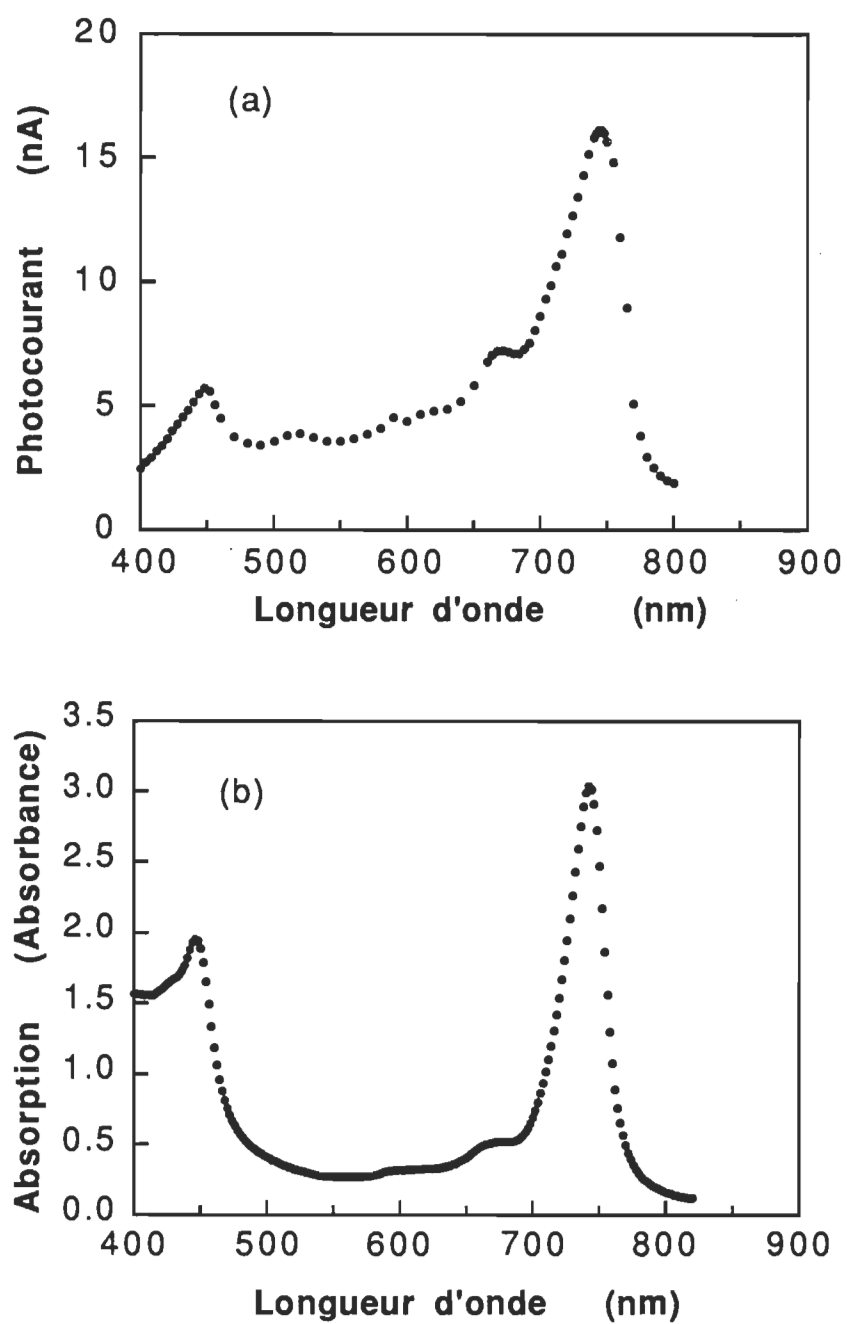 20
15
10
5
0
(a)
Photocourant (nA)
400 500 600 700 800 900
Longueur d'onde (nm)
3.5
3.0
2.5
2.0
1.5
1.0
0.5
0.0
(b)
Absorption (Absorbance)
400 500 600 700 800 900
Longueur d'onde (nm)